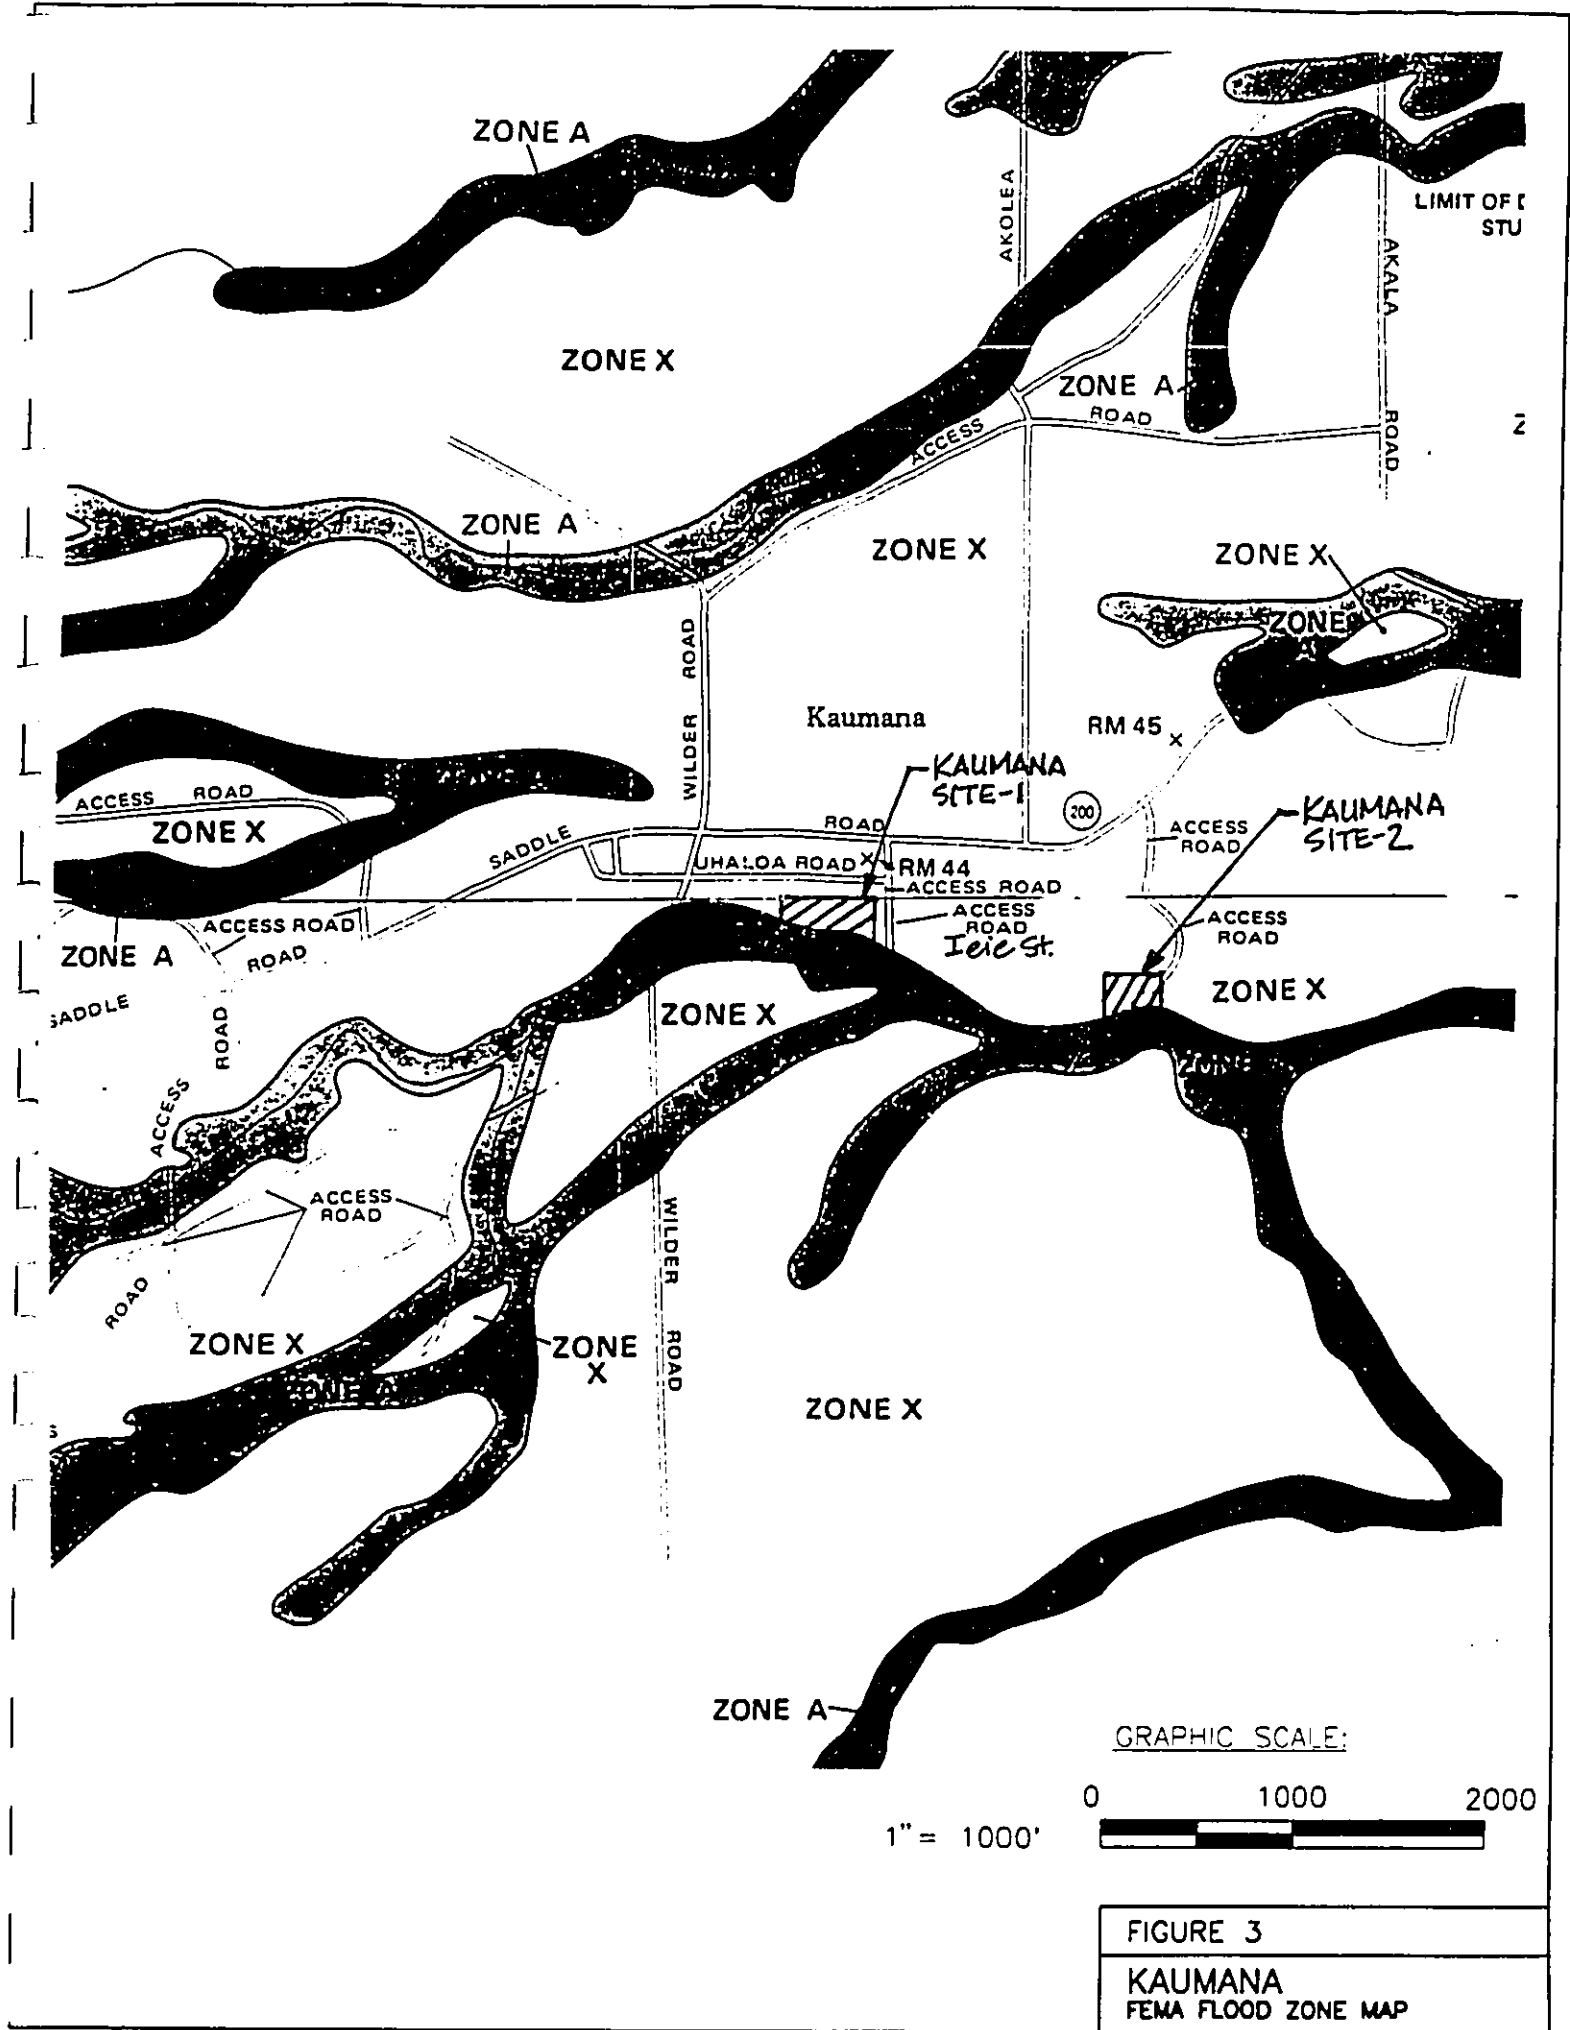 ZONE A
AKOLEA
LIMIT OF
STU
AKALA
ROAD
ZONE X
ZONE A
ROAD
ACCESS
Z
ZONE A
ZONE X
ZONE X
ZONE
A
WILDER ROAD
Kaumana
RM 45
KAUMANA
SITE-1
200
KAUMANA
SITE-2
ACCESS ROAD
ZONE X
SADDLE
ROAD
UHALOA ROAD
RM 44
ACCESS ROAD
ACCESS
ROAD
ACCESS
ROAD
Ieie St.
ACCESS
ROAD
ZONE A
ACCESS ROAD
ROAD
SADDLE
ROAD
ACCESS
ZONE X
ZONE X
ZONE
ACCESS
ROAD
ROAD
WILDER ROAD
ZONE X
ZONE
X
ZONE A
ZONE X
ZONE A
GRAPHIC SCALE:
0 1000 2000
1" = 1000'
FIGURE 3
KAUMANA
FEMA FLOOD ZONE MAP